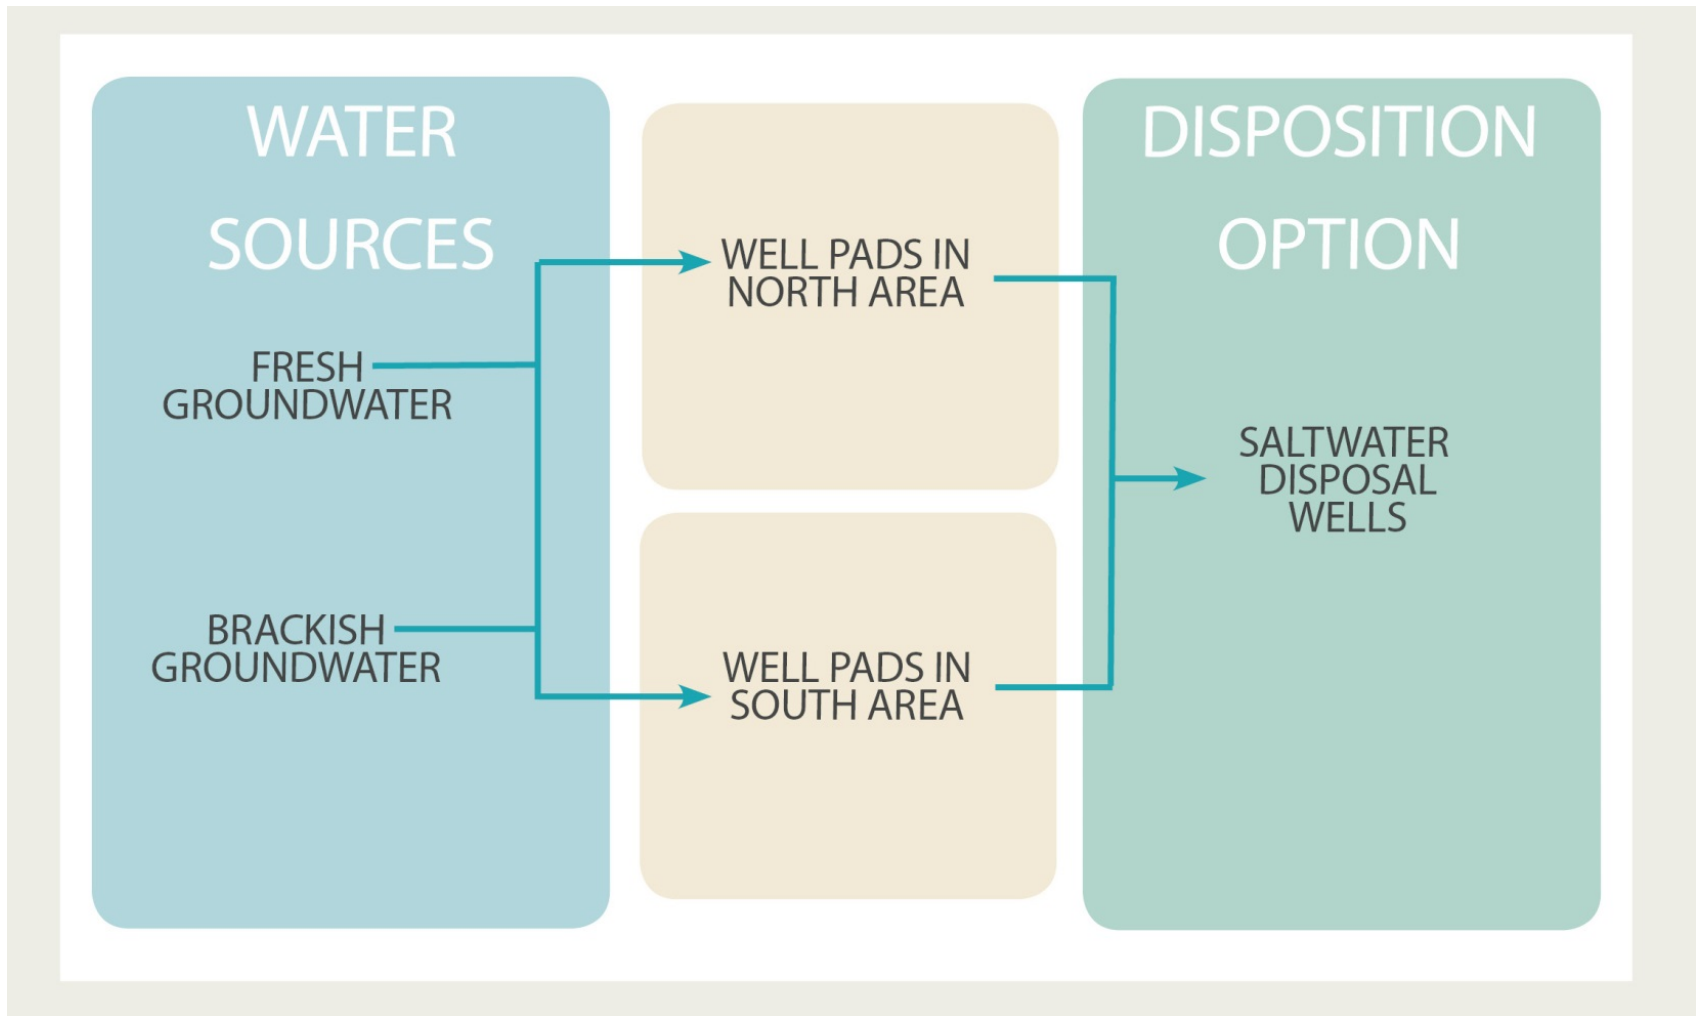 WATER
SOURCES
FRESH
GROUNDWATER
BRACKISH
GROUNDWATER
WELL PADS IN
NORTH AREA
WELL PADS IN
SOUTH AREA
DISPOSITION
OPTION
SALTWATER
DISPOSAL
WELLS